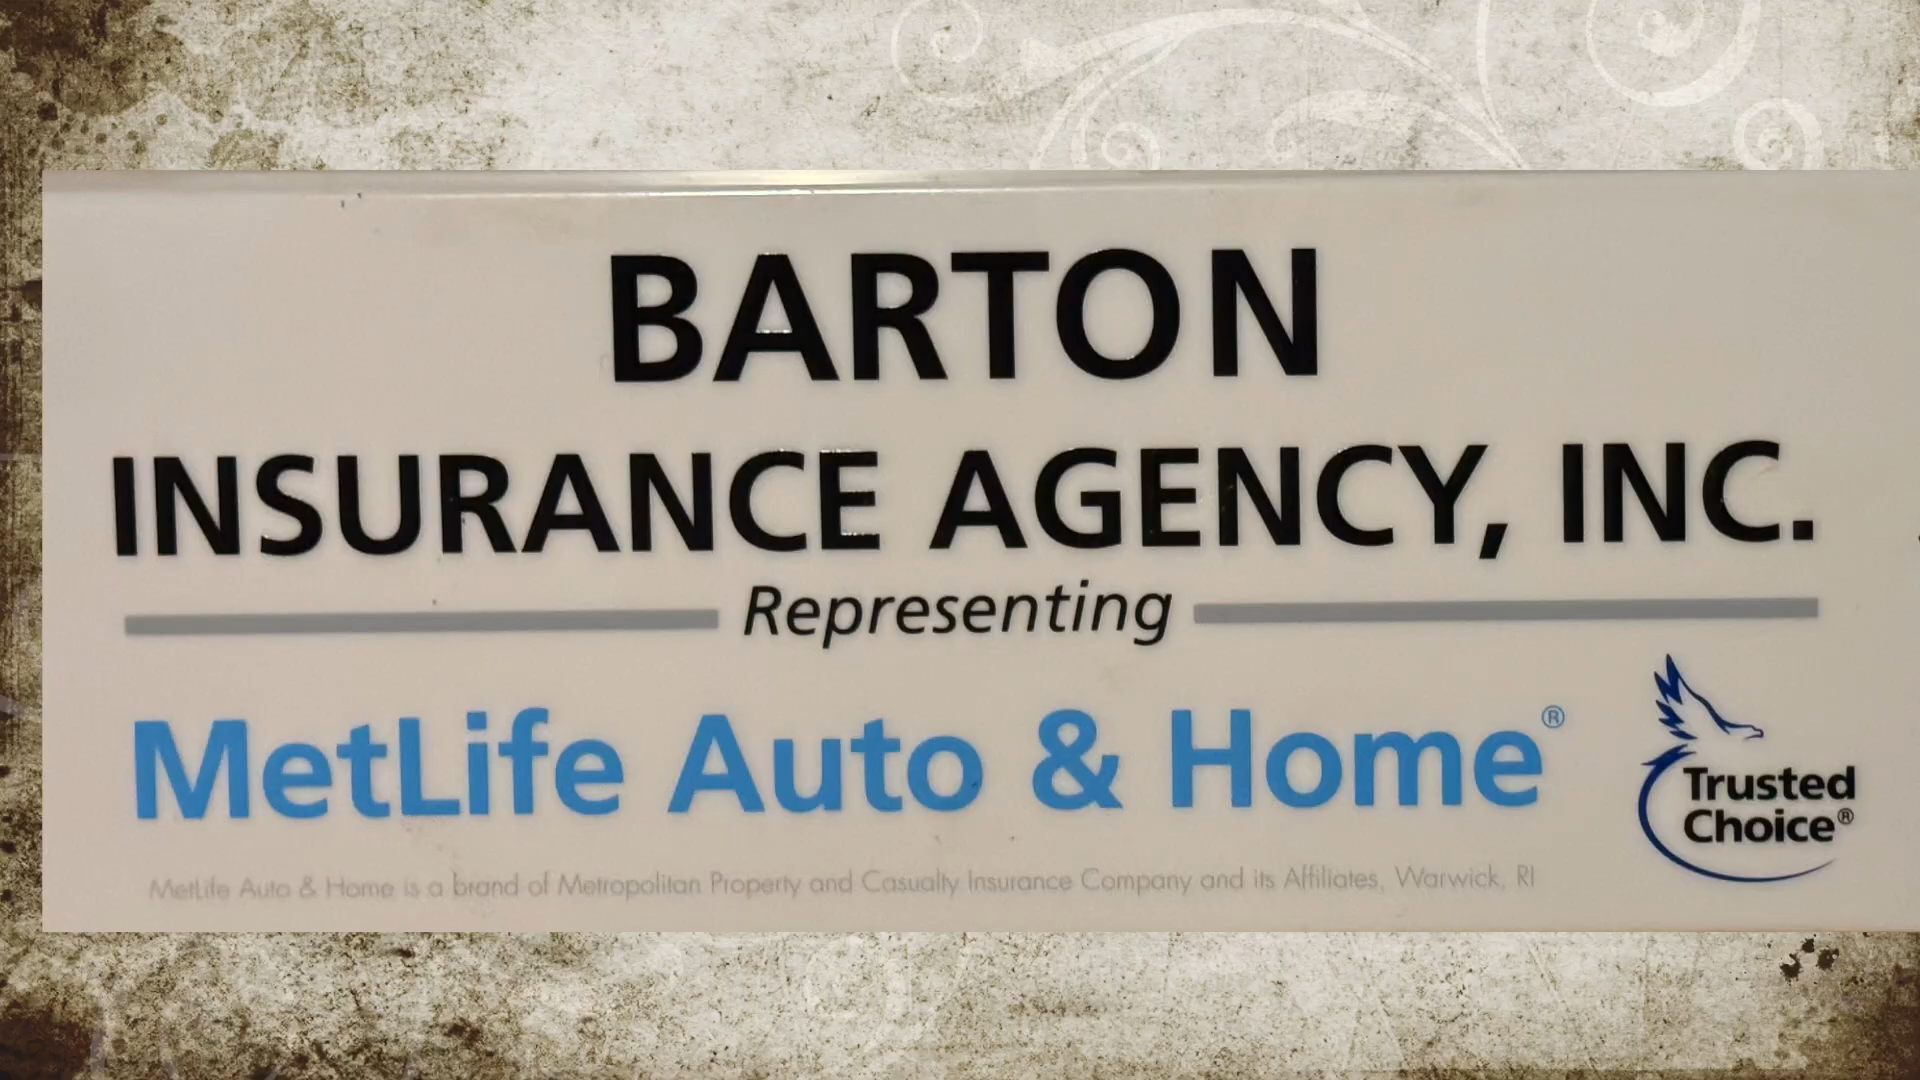 BARTON
INSURANCE AGENCY, INC.
Representing
MetLife Auto & Home®
Trusted
Choice®
MetLife Auto & Home is a brand of Metropolitan Property and Casualty Insurance Company and its Affiliates, Warwick, RI